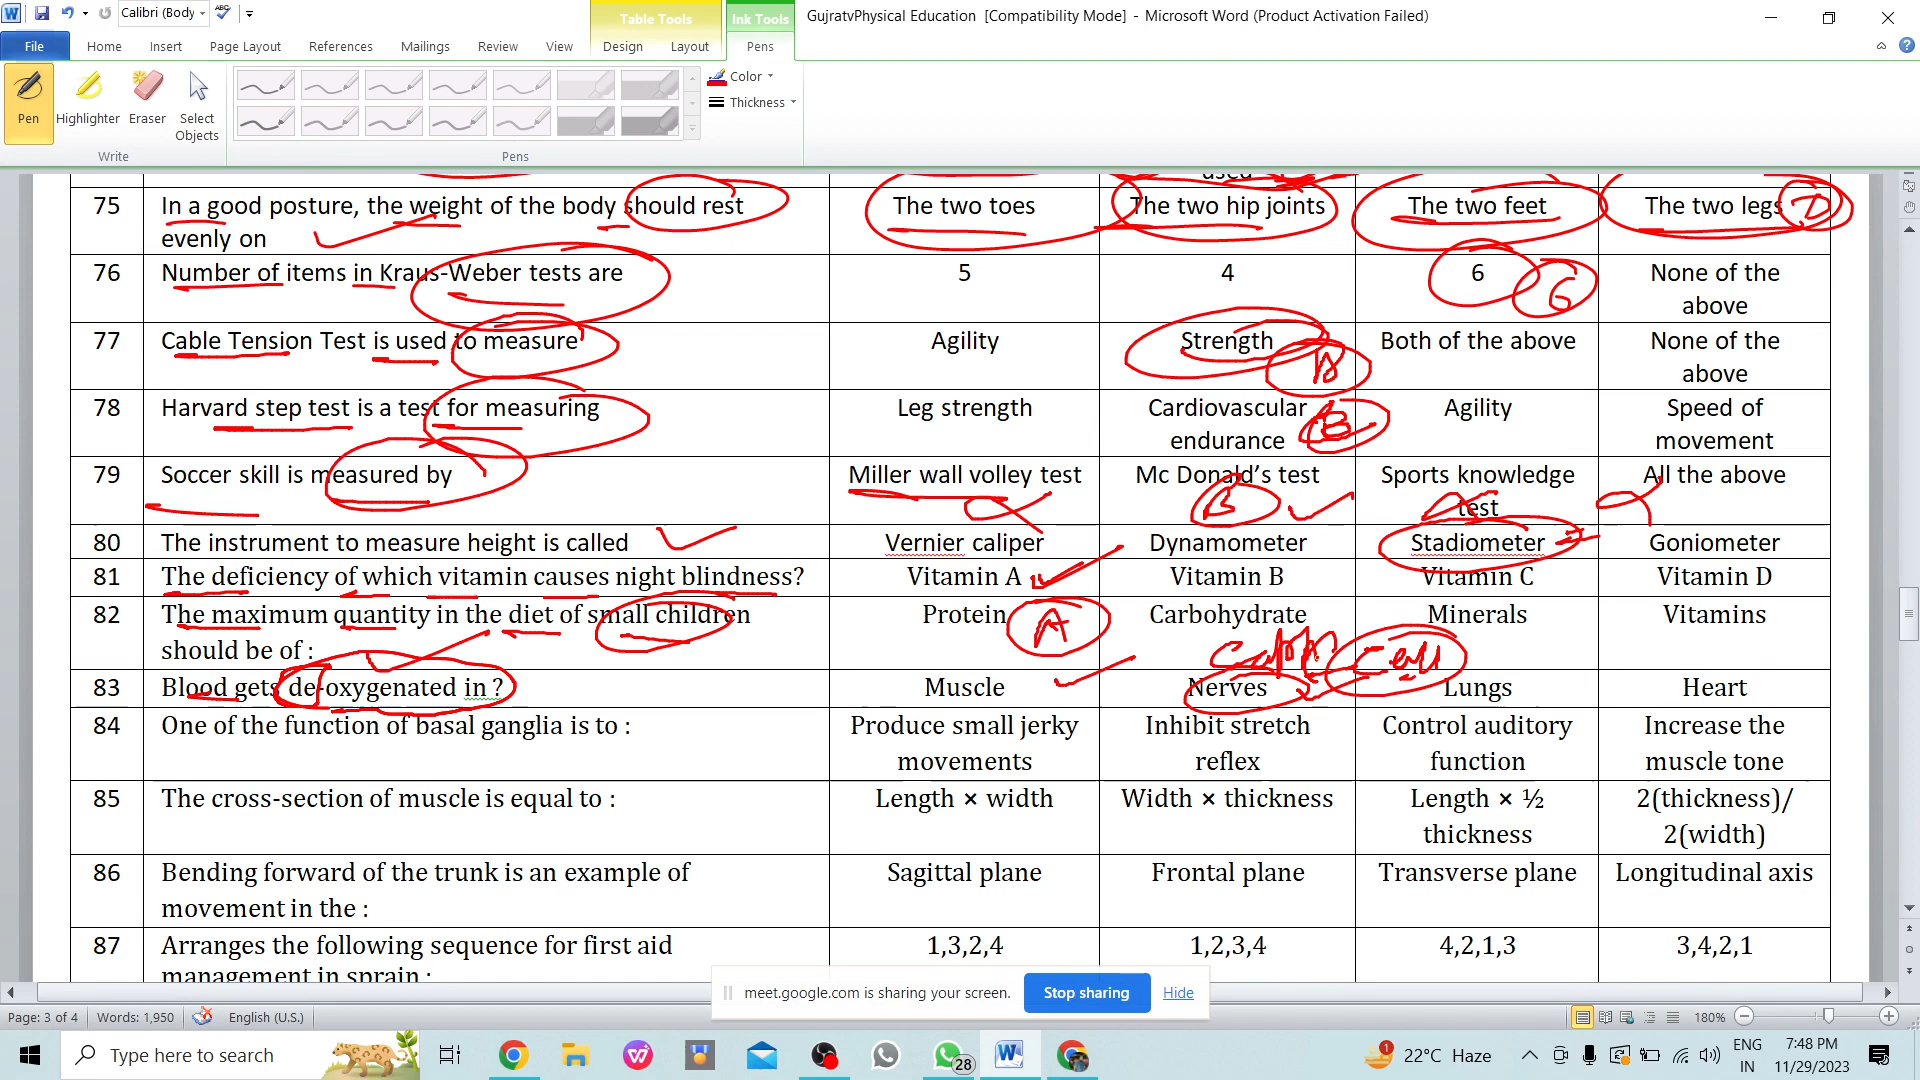 Calibri (Body
ABC
Table Tools
Ink Tools
GujratvPhysical Education [Compatibility Mode] - Microsoft Word (Product Activation Failed)
File
Home
Insert
Page Layout
References
Mailings
Review
View
Design
Layout
Pens
Pen
Highlighter
Eraser
Select
Objects
Color
Thickness
Write
Pens
used
75 In a good posture, the weight of the body should rest The two toes The two hip joints The two feet The two legs D
evenly on
76 Number of items in Kraus-Weber tests are 5 4 6 None of the
above
77 Cable Tension Test is used to measure Agility Strength Both of the above None of the
above
78 Harvard step test is a test for measuring Leg strength Cardiovascular Agility Speed of
endurance B movement
79 Soccer skill is measured by Miller wall volley test Mc Donald’s test Sports knowledge All the above
B test
80 The instrument to measure height is called Vernier caliper Dynamometer Stadiometer Goniometer
81 The deficiency of which vitamin causes night blindness? Vitamin A Vitamin B Vitamin C Vitamin D
82 The maximum quantity in the diet of small children Protein A Carbohydrate Minerals Vitamins
should be of : Cell
83 Blood gets de-oxygenated in ? Muscle Nerves Lungs Heart
84 One of the function of basal ganglia is to : Produce small jerky Inhibit stretch Control auditory Increase the
movements reflex function muscle tone
85 The cross-section of muscle is equal to : Length × width Width × thickness Length × ½ 2(thickness)/
thickness 2(width)
86 Bending forward of the trunk is an example of Sagittal plane Frontal plane Transverse plane Longitudinal axis
movement in the :
87 Arranges the following sequence for first aid 1,3,2,4 1,2,3,4 4,2,1,3 3,4,2,1
management in sprain :
meet.google.com is sharing your screen. Stop sharing Hide
Page: 3 of 4 Words: 1,950 English (U.S.) 180%
Type here to search 28 1 22°C Haze ENG
IN 7:48 PM
11/29/2023